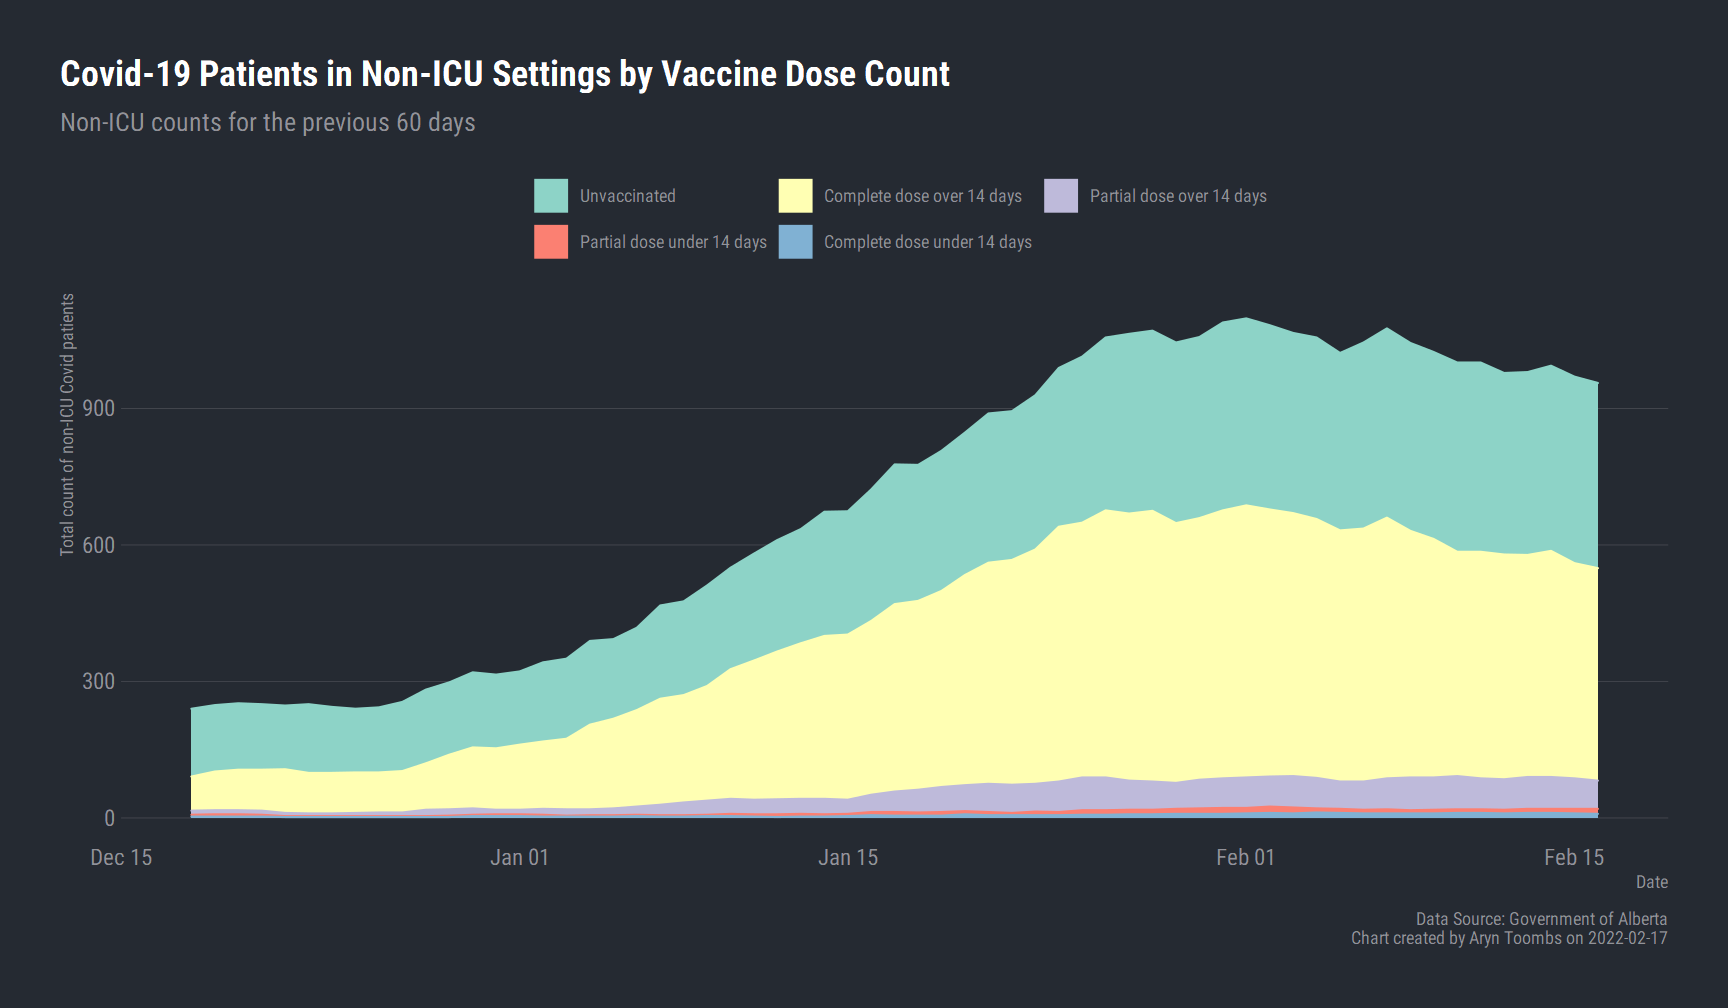 Covid-19 Patients in Non-ICU Settings by Vaccine Dose Count
Non-ICU counts for the previous 60 days
Unvaccinated
Complete dose over 14 days
Partial dose over 14 days
Partial dose under 14 days
Complete dose under 14 days
Total count of non-ICU Covid patients
900
600
300
0
Dec 15
Jan 01
Jan 15
Feb 01
Feb 15
Date
Data Source: Government of Alberta
Chart created by Aryn Toombs on 2022-02-17